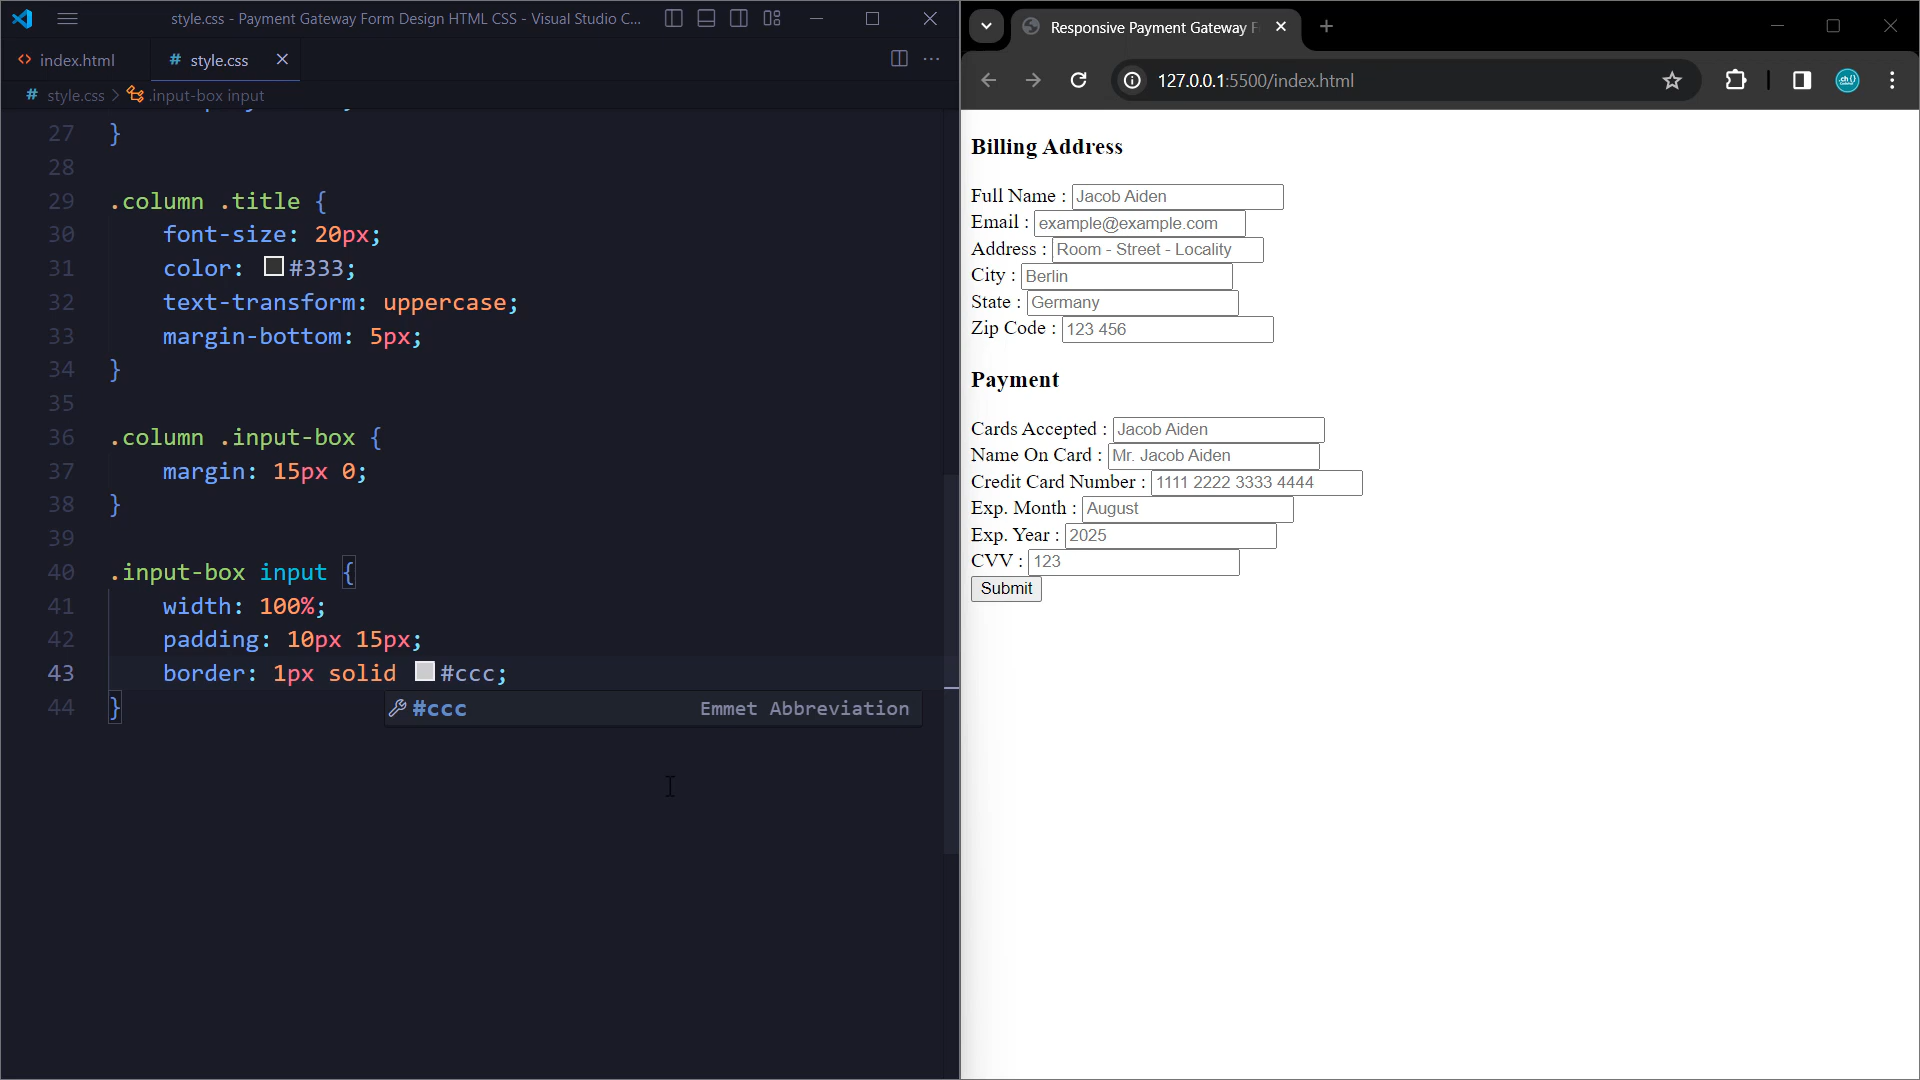 style.css - Payment Gateway Form Design HTML CSS - Visual Studio C...
index.html
# style.css
...
# style.css > .input-box input
27 }
28
29 .column .title {
30 font-size: 20px;
31 color: #333;
32 text-transform: uppercase;
33 margin-bottom: 5px;
34 }
35
36 .column .input-box {
37 margin: 15px 0;
38 }
39
40 .input-box input {
41 width: 100%;
42 padding: 10px 15px;
43 border: 1px solid #ccc;
44 }
#ccc Emmet Abbreviation
Responsive Payment Gateway F
127.0.0.1:5500/index.html
Billing Address
Full Name : Jacob Aiden
Email : example@example.com
Address : Room - Street - Locality
City : Berlin
State : Germany
Zip Code : 123 456
Payment
Cards Accepted : Jacob Aiden
Name On Card : Mr. Jacob Aiden
Credit Card Number : 1111 2222 3333 4444
Exp. Month : August
Exp. Year : 2025
CVV : 123
Submit